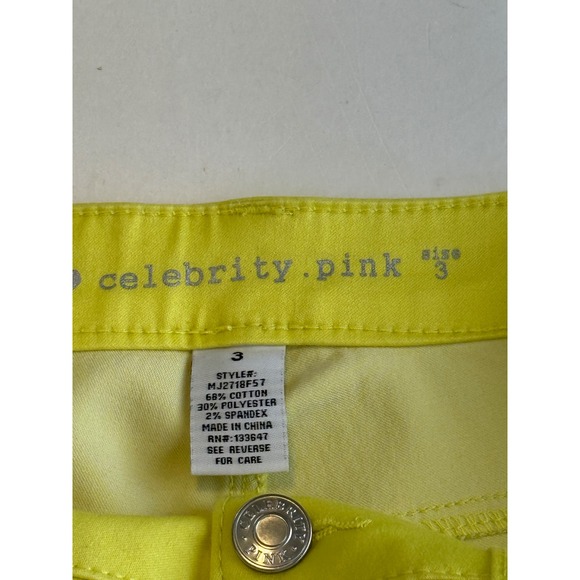 celebrity.pink size 3
3
STYLE#:
MJ2718F57
68% COTTON
30% POLYESTER
2% SPANDEX
MADE IN CHINA
RN#: 133647
SEE REVERSE
FOR CARE
CELEBRITY
PINK